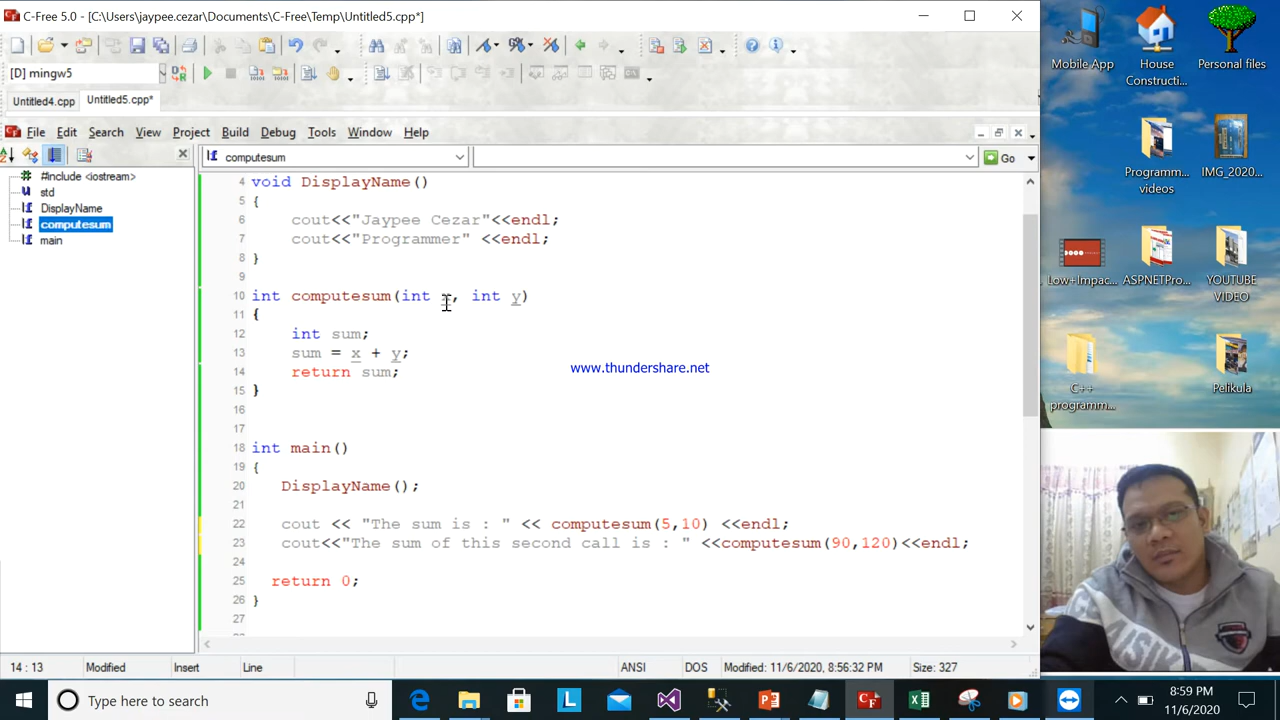 C-Free 5.0 - [C:\Users\jaypee.cezar\Documents\C-Free\Temp\Untitled5.cpp*]
[D] mingw5
Untitled4.cpp Untitled5.cpp*
File Edit Search View Project Build Debug Tools Window Help
computesum
Go
#include <iostream>
std
DisplayName
computesum
main
4 void DisplayName()
5 {
6 cout<<"Jaypee Cezar"<<endl;
7 cout<<"Programmer" <<endl;
8 }
9
10 int computesum(int , int y)
11 {
12 int sum;
13 sum = x + y;
14 return sum;
15 }
16
17
18 int main()
19 {
20 DisplayName();
21
22 cout << "The sum is : " << computesum(5,10) <<endl;
23 cout<<"The sum of this second call is : " <<computesum(90,120)<<endl;
24
25 return 0;
26 }
27
www.thundershare.net
14 : 13 Modified Insert Line ANSI DOS Modified: 11/6/2020, 8:56:32 PM Size: 327
Mobile App
House
Constructi...
Personal files
Programm...
videos
IMG_2020...
Low+Impac...
ASPNETPro...
YOUTUBE
VIDEO
C++
programm...
Pelikula
Type here to search
8:59 PM
11/6/2020